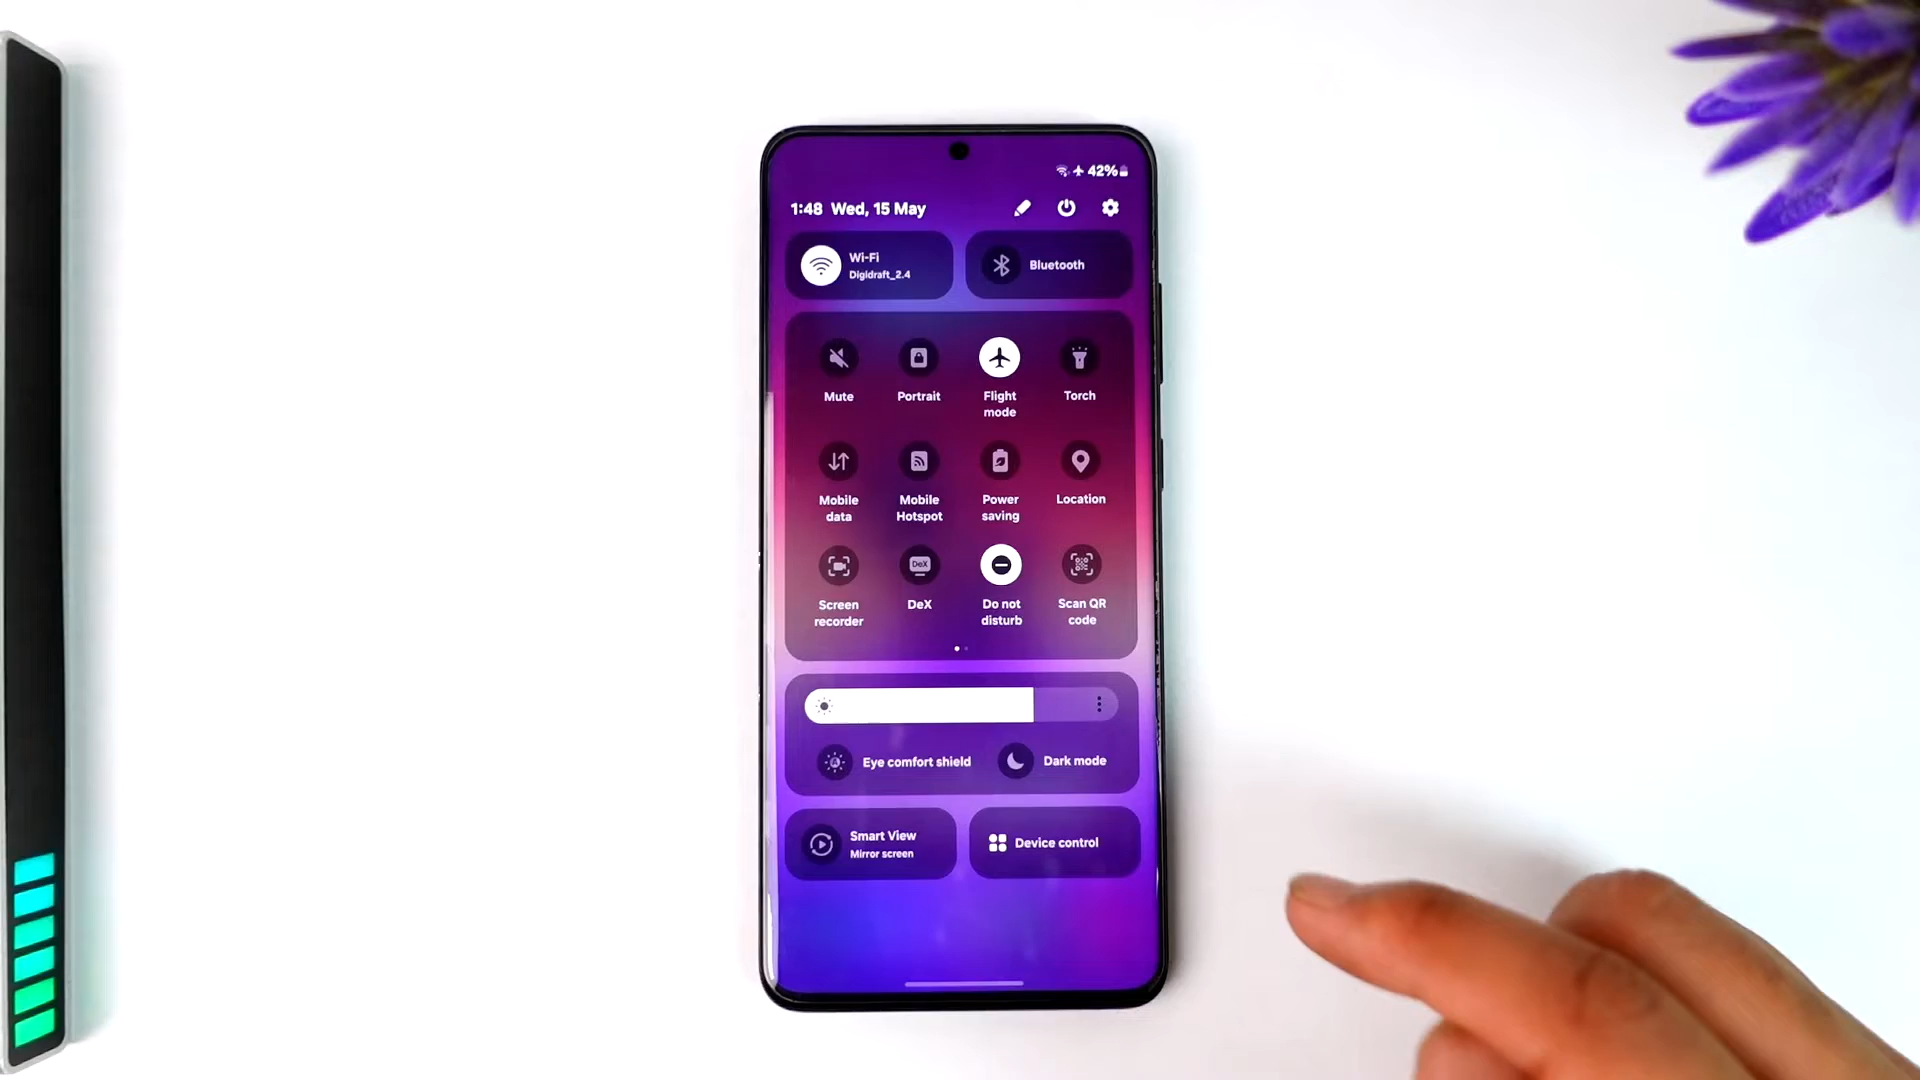 42%
1:48 Wed, 15 May
Wi-Fi
Digidraft_2.4
Bluetooth
Mute
Portrait
Flight
mode
Torch
Mobile
data
Mobile
Hotspot
Power
saving
Location
Screen
recorder
DeX
DeX
Do not
disturb
Scan QR
code
Eye comfort shield
Dark mode
Smart View
Mirror screen
Device control